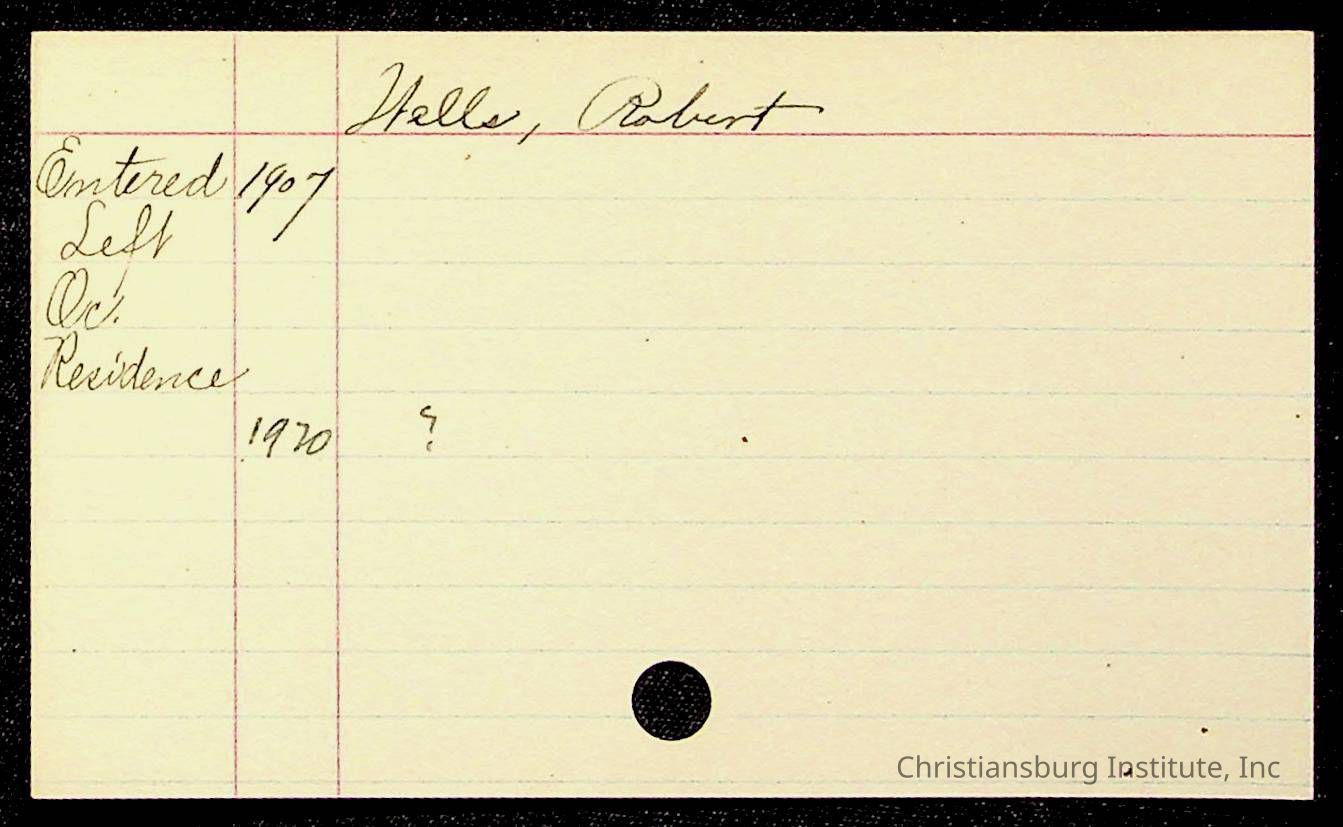 Wells, Robert
Entered 1907
Left
Oc.
Residence
1920 ?
Christiansburg Institute, Inc